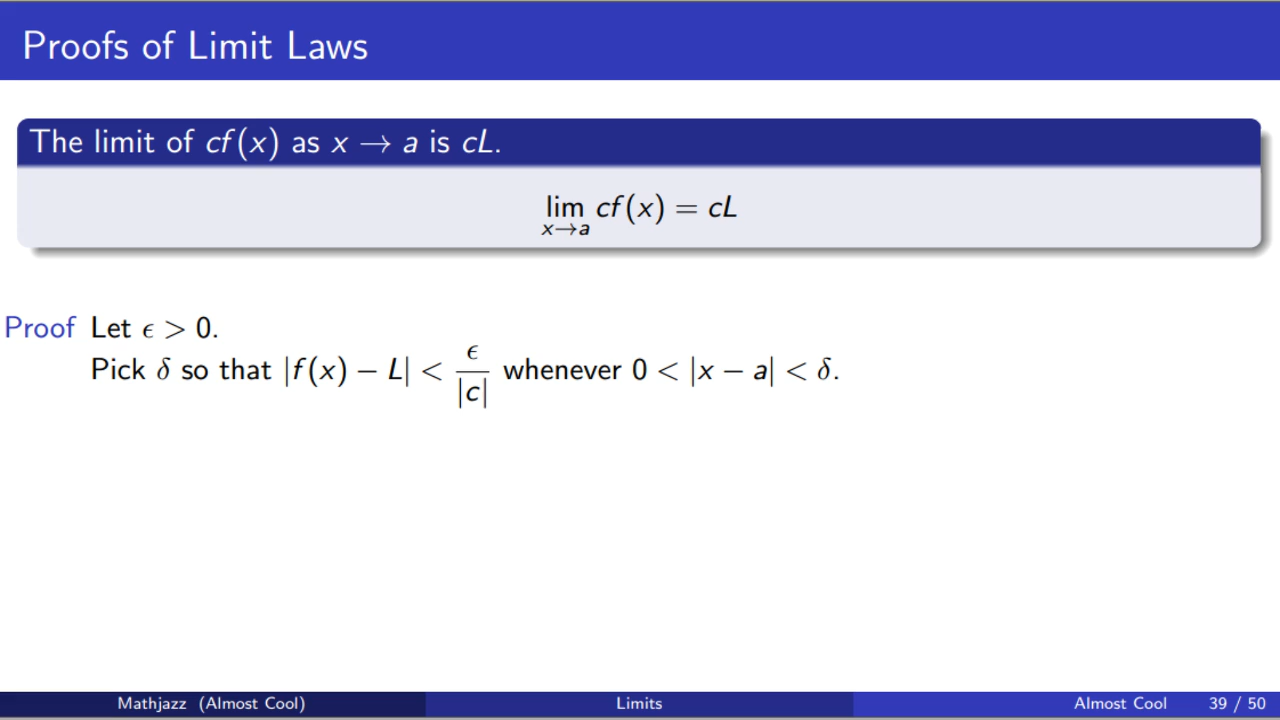 Proofs of Limit Laws
The limit of cf(x) as x → a is cL.
lim cf(x) = cL
x→a
Proof Let ϵ > 0.
Pick δ so that |f(x) − L| < ϵ/|c| whenever 0 < |x − a| < δ.
Mathjazz (Almost Cool) Limits Almost Cool 39 / 50